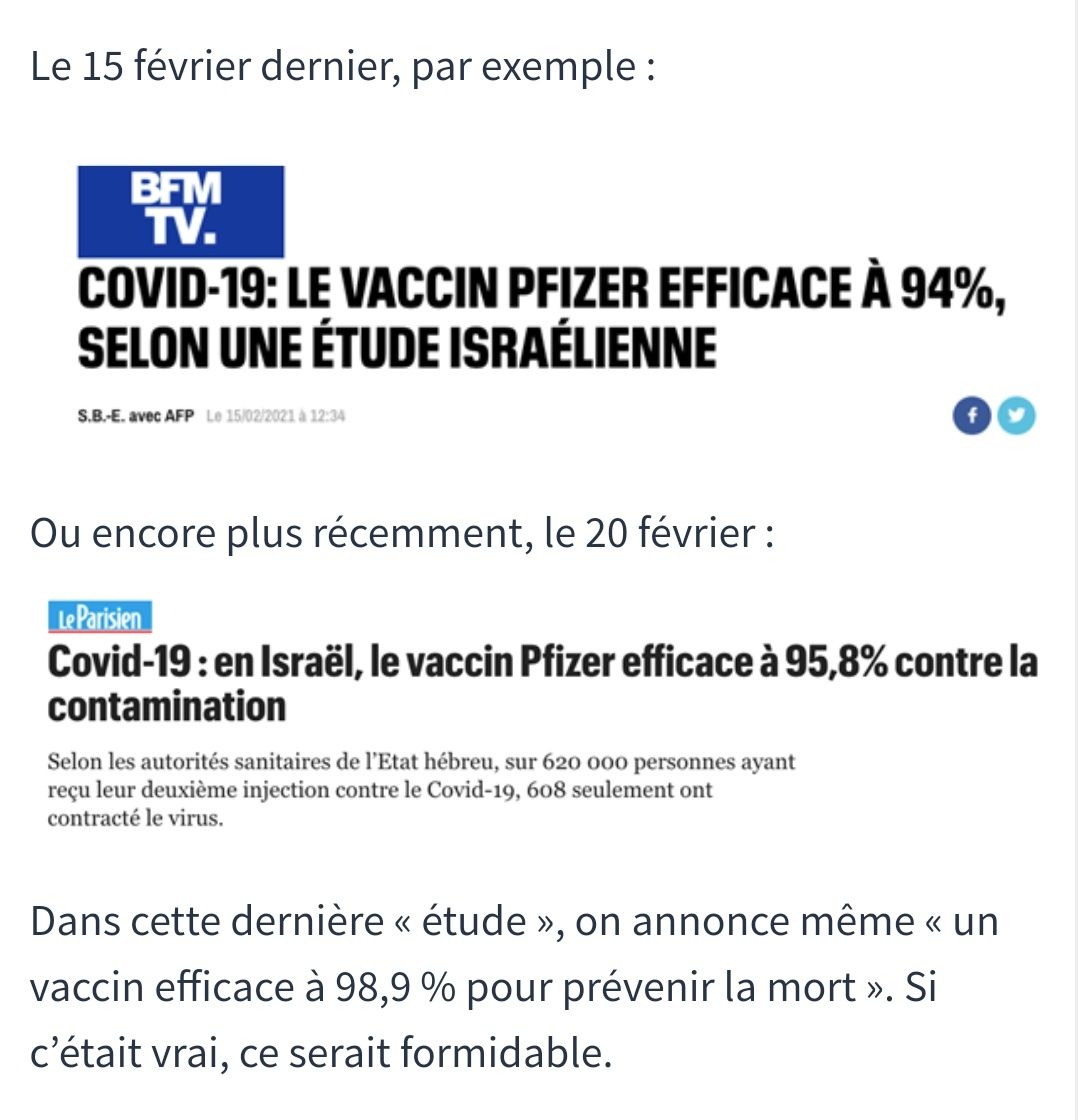 Le 15 février dernier, par exemple :
BFM
TV.
COVID-19: LE VACCIN PFIZER EFFICACE À 94%,
SELON UNE ÉTUDE ISRAÉLIENNE
S.B.-E. avec AFP Le 15/02/2021 à 12:34
Ou encore plus récemment, le 20 février :
Le Parisien
Covid-19 : en Israël, le vaccin Pfizer efficace à 95,8% contre la
contamination
Selon les autorités sanitaires de l'Etat hébreu, sur 620 000 personnes ayant
reçu leur deuxième injection contre le Covid-19, 608 seulement ont
contracté le virus.
Dans cette dernière « étude », on annonce même « un
vaccin efficace à 98,9 % pour prévenir la mort ». Si
c’était vrai, ce serait formidable.